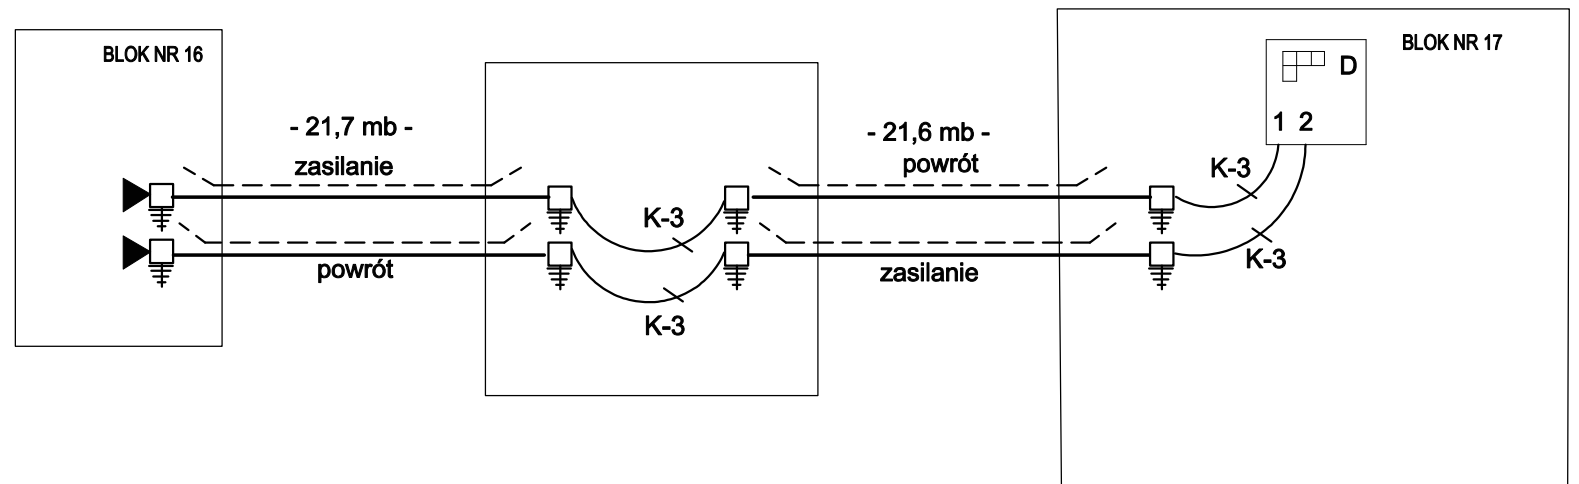 BLOK NR 16
BLOK NR 17
D
1 2
- 21,7 mb -
zasilanie
- 21,6 mb -
powrót
K-3
K-3
powrót
zasilanie
K-3
K-3